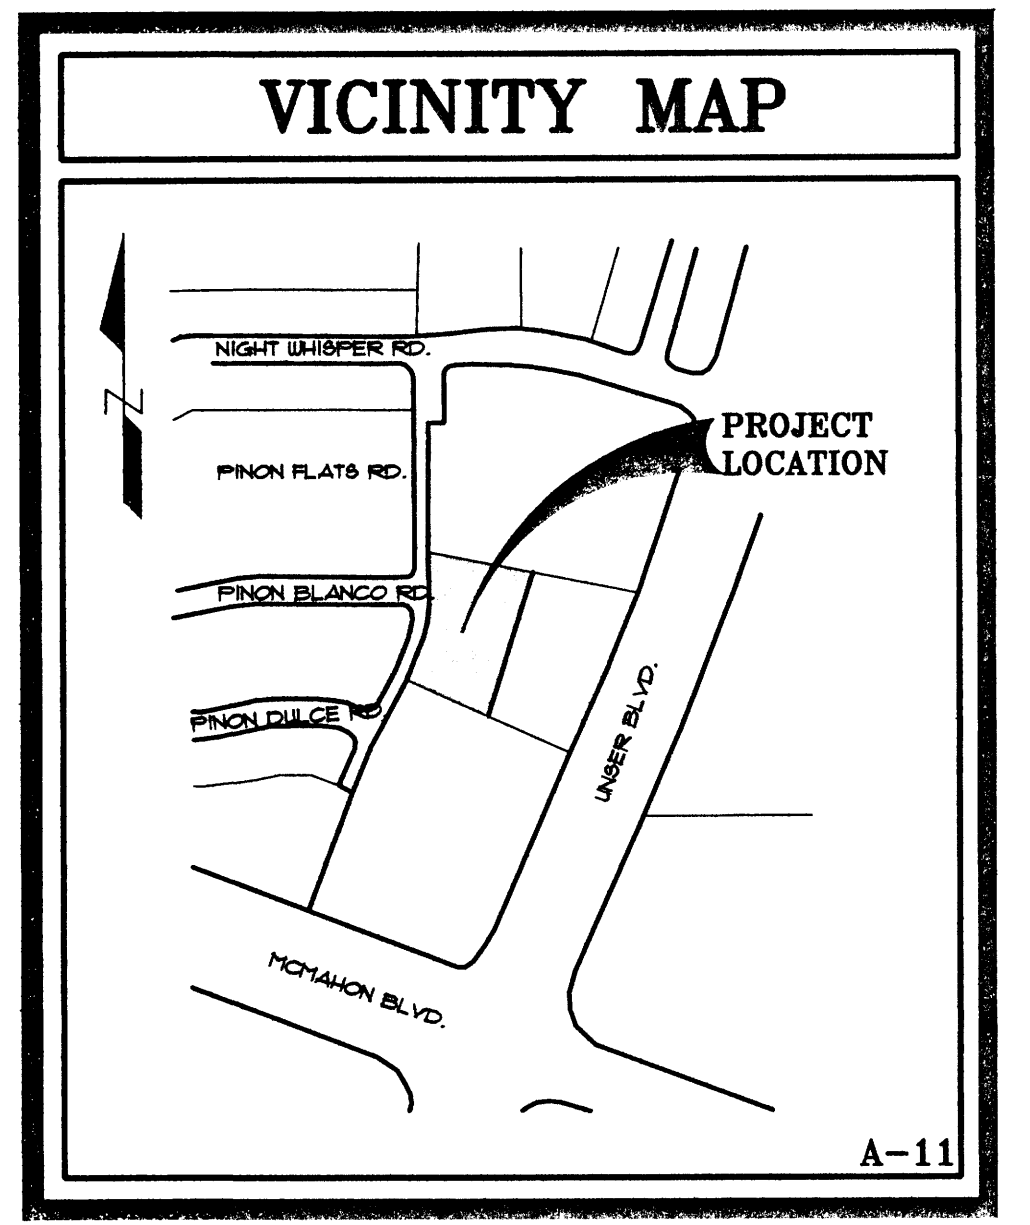 VICINITY MAP
Z
NIGHT WHISPER RD.
PROJECT
LOCATION
PINON FLATS RD.
PINON BLANCO RD.
PINON DULCE RD.
UNSER BLVD.
MCMAHON BLVD.
A-11